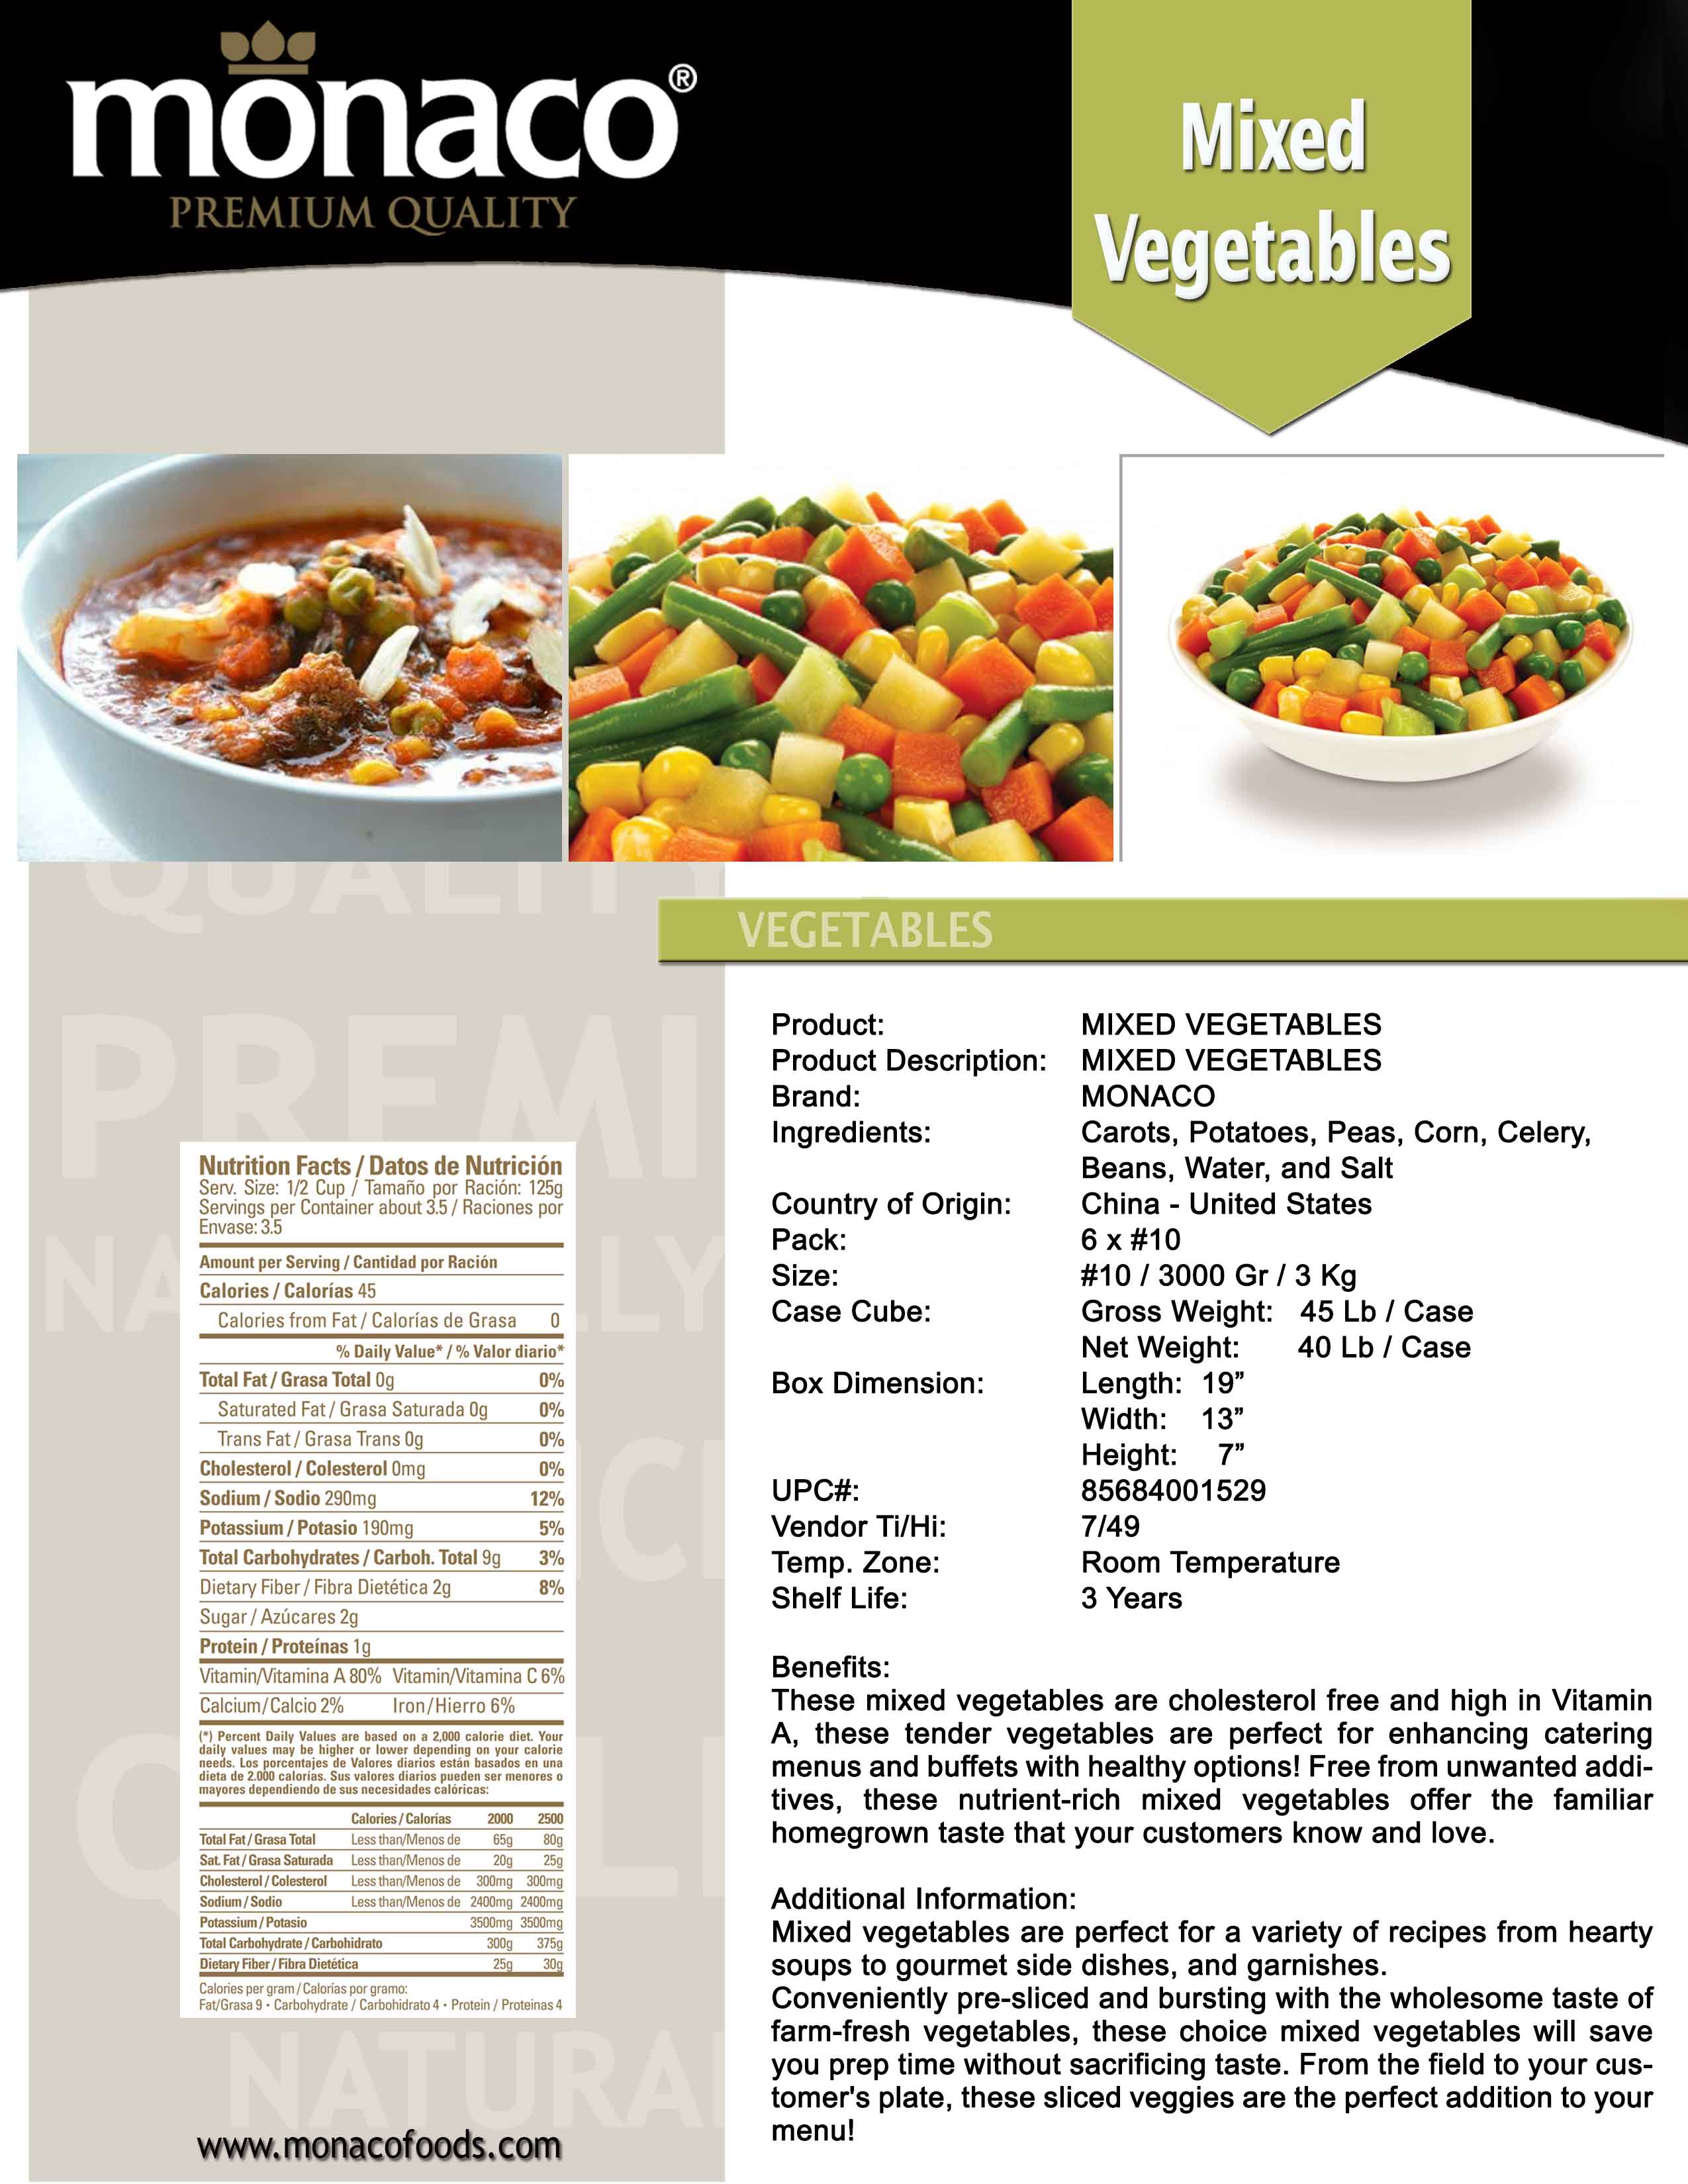 monaco®
PREMIUM QUALITY
Mixed
Vegetables
QUALITY
VEGETABLES
PREMI
Product: MIXED VEGETABLES
Product Description: MIXED VEGETABLES
Brand: MONACO
Ingredients: Carots, Potatoes, Peas, Corn, Celery,
Beans, Water, and Salt
Country of Origin: China - United States
Pack: 6 x #10
Size: #10 / 3000 Gr / 3 Kg
Case Cube: Gross Weight: 45 Lb / Case
Net Weight: 40 Lb / Case
Box Dimension: Length: 19”
Width: 13”
Height: 7”
UPC#: 85684001529
Vendor Ti/Hi: 7/49
Temp. Zone: Room Temperature
Shelf Life: 3 Years
Benefits:
These mixed vegetables are cholesterol free and high in Vitamin
A, these tender vegetables are perfect for enhancing catering
menus and buffets with healthy options! Free from unwanted addi-
tives, these nutrient-rich mixed vegetables offer the familiar
homegrown taste that your customers know and love.
Additional Information:
Mixed vegetables are perfect for a variety of recipes from hearty
soups to gourmet side dishes, and garnishes.
Conveniently pre-sliced and bursting with the wholesome taste of
farm-fresh vegetables, these choice mixed vegetables will save
you prep time without sacrificing taste. From the field to your cus-
tomer's plate, these sliced veggies are the perfect addition to your
menu!
Nutrition Facts / Datos de Nutrición
Serv. Size: 1/2 Cup / Tamaño por Ración: 125g
Servings per Container about 3.5 / Raciones por
Envase: 3.5
Amount per Serving / Cantidad por Ración
Calories / Calorías 45
Calories from Fat / Calorías de Grasa 0
% Daily Value* / % Valor diario*
Total Fat / Grasa Total 0g 0%
Saturated Fat / Grasa Saturada 0g 0%
Trans Fat / Grasa Trans 0g 0%
Cholesterol / Colesterol 0mg 0%
Sodium / Sodio 290mg 12%
Potassium / Potasio 190mg 5%
Total Carbohydrates / Carboh. Total 9g 3%
Dietary Fiber / Fibra Dietética 2g 8%
Sugar / Azúcares 2g
Protein / Proteínas 1g
Vitamin/Vitamina A 80% Vitamin/Vitamina C 6%
Calcium/Calcio 2% Iron/Hierro 6%
(*) Percent Daily Values are based on a 2,000 calorie diet. Your
daily values may be higher or lower depending on your calorie
needs. Los porcentajes de Valores diarios están basados en una
dieta de 2.000 calorías. Sus valores diarios pueden ser menores o
mayores dependiendo de sus necesidades calóricas:
Calories / Calorías 2000 2500
Total Fat / Grasa Total Less than/Menos de 65g 80g
Sat. Fat / Grasa Saturada Less than/Menos de 20g 25g
Cholesterol / Colesterol Less than/Menos de 300mg 300mg
Sodium / Sodio Less than/Menos de 2400mg 2400mg
Potassium / Potasio 3500mg 3500mg
Total Carbohydrate / Carbohidrato 300g 375g
Dietary Fiber / Fibra Dietética 25g 30g
Calories per gram / Calorías por gramo:
Fat/Grasa 9 • Carbohydrate / Carbohidrato 4 • Protein / Proteinas 4
NATURA
www.monacofoods.com